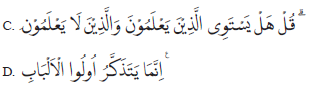 C. قُلْ هَلْ يَسْتَوِى الَّذِيْنَ يَعْلَمُوْنَ وَالَّذِيْنَ لَا يَعْلَمُوْنَ ۗ
D. اِنَّمَا يَتَذَكَّرُ اُولُوا الْاَلْبَابِ ࣖ